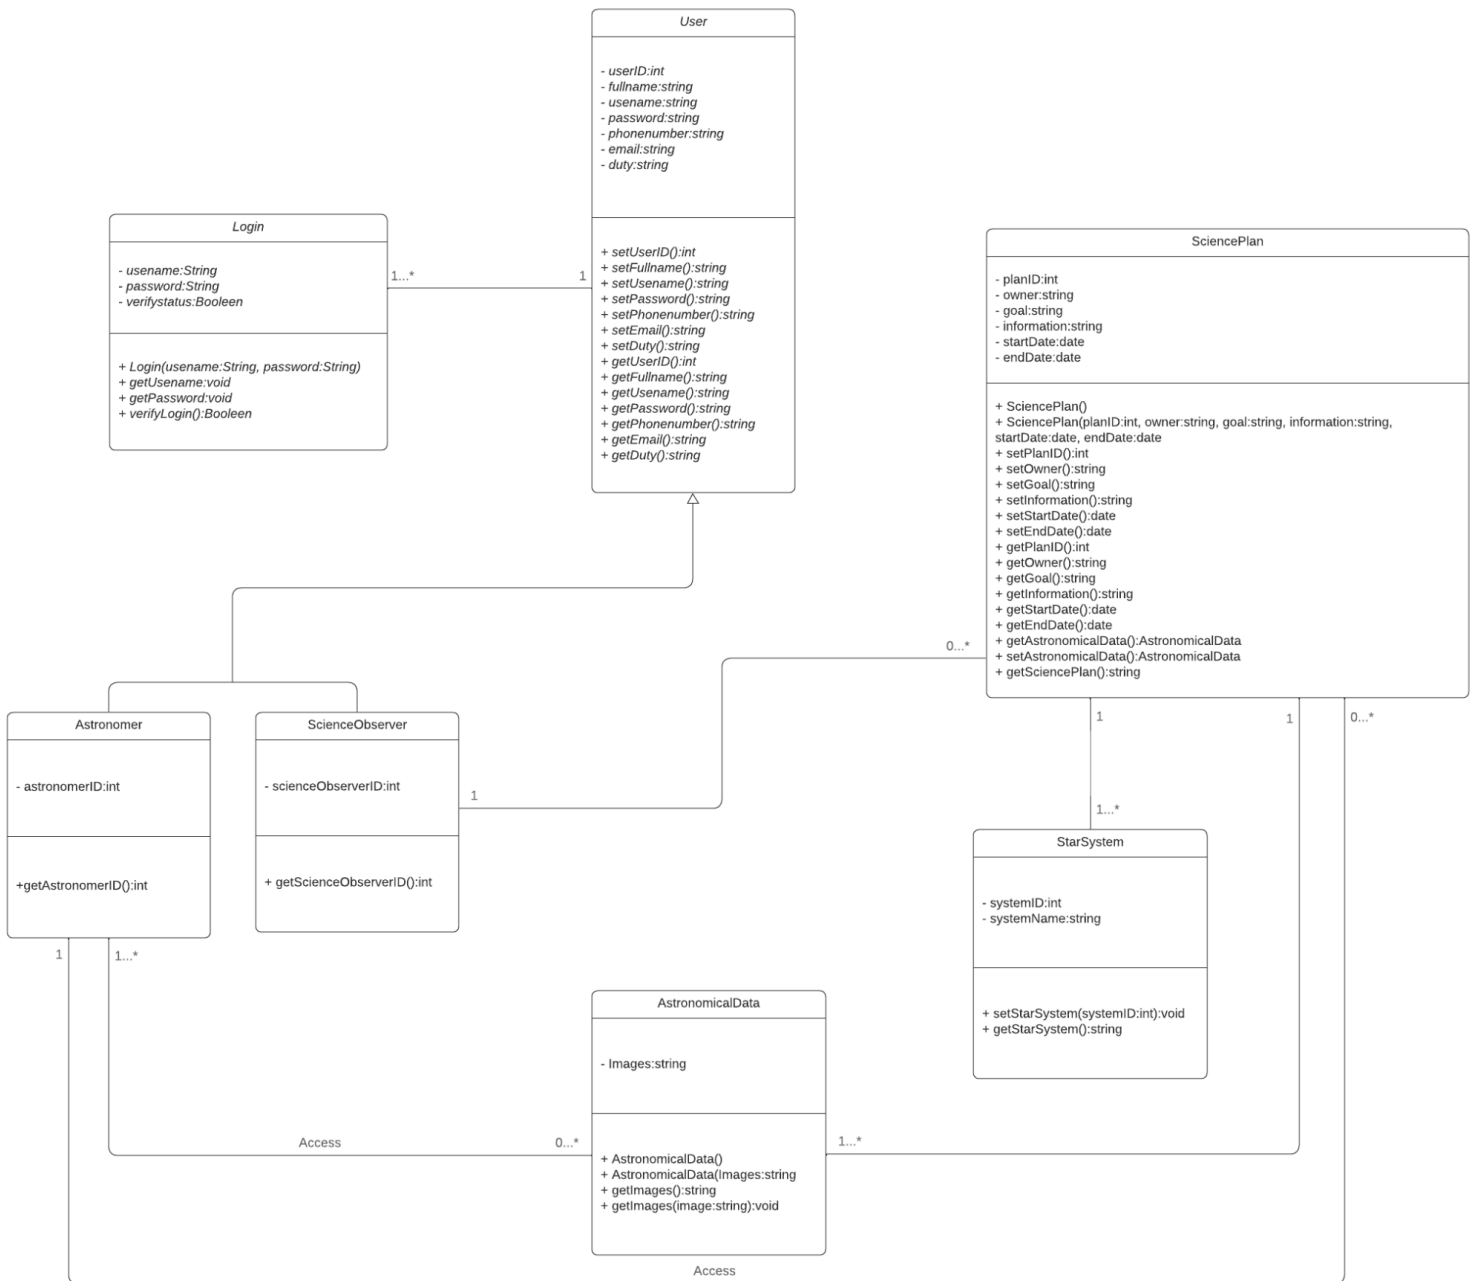 User
- userID:int
- fullname:string
- usename:string
- password:string
- phonenumber:string
- email:string
- duty:string
+ setUserID():int
+ setFullname():string
+ setUsename():string
+ setPassword():string
+ setPhonenumber():string
+ setEmail():string
+ setDuty():string
+ getUserID():int
+ getFullname():string
+ getUsename():string
+ getPassword():string
+ getPhonenumber():string
+ getEmail():string
+ getDuty():string
Login
- usename:String
- password:String
- verifystatus:Booleen
+ Login(usename:String, password:String)
+ getUsename:void
+ getPassword:void
+ verifyLogin():Booleen
1...*
1
SciencePlan
- planID:int
- owner:string
- goal:string
- information:string
- startDate:date
- endDate:date
+ SciencePlan()
+ SciencePlan(planID:int, owner:string, goal:string, information:string,
startDate:date, endDate:date
+ setPlanID():int
+ setOwner():string
+ setGoal():string
+ setInformation():string
+ setStartDate():date
+ setEndDate():date
+ getPlanID():int
+ getOwner():string
+ getGoal():string
+ getInformation():string
+ getStartDate():date
+ getEndDate():date
+ getAstronomicalData():AstronomicalData
+ setAstronomicalData():AstronomicalData
+ getSciencePlan():string
0...*
1
1
0...*
Astronomer
- astronomerID:int
+getAstronomerID():int
ScienceObserver
- scienceObserverID:int
+ getScienceObserverID():int
1
1...*
StarSystem
- systemID:int
- systemName:string
+ setStarSystem(systemID:int):void
+ getStarSystem():string
1
1...*
AstronomicalData
- Images:string
+ AstronomicalData()
+ AstronomicalData(Images:string
+ getImages():string
+ getImages(image:string):void
Access
0...*
1...*
Access